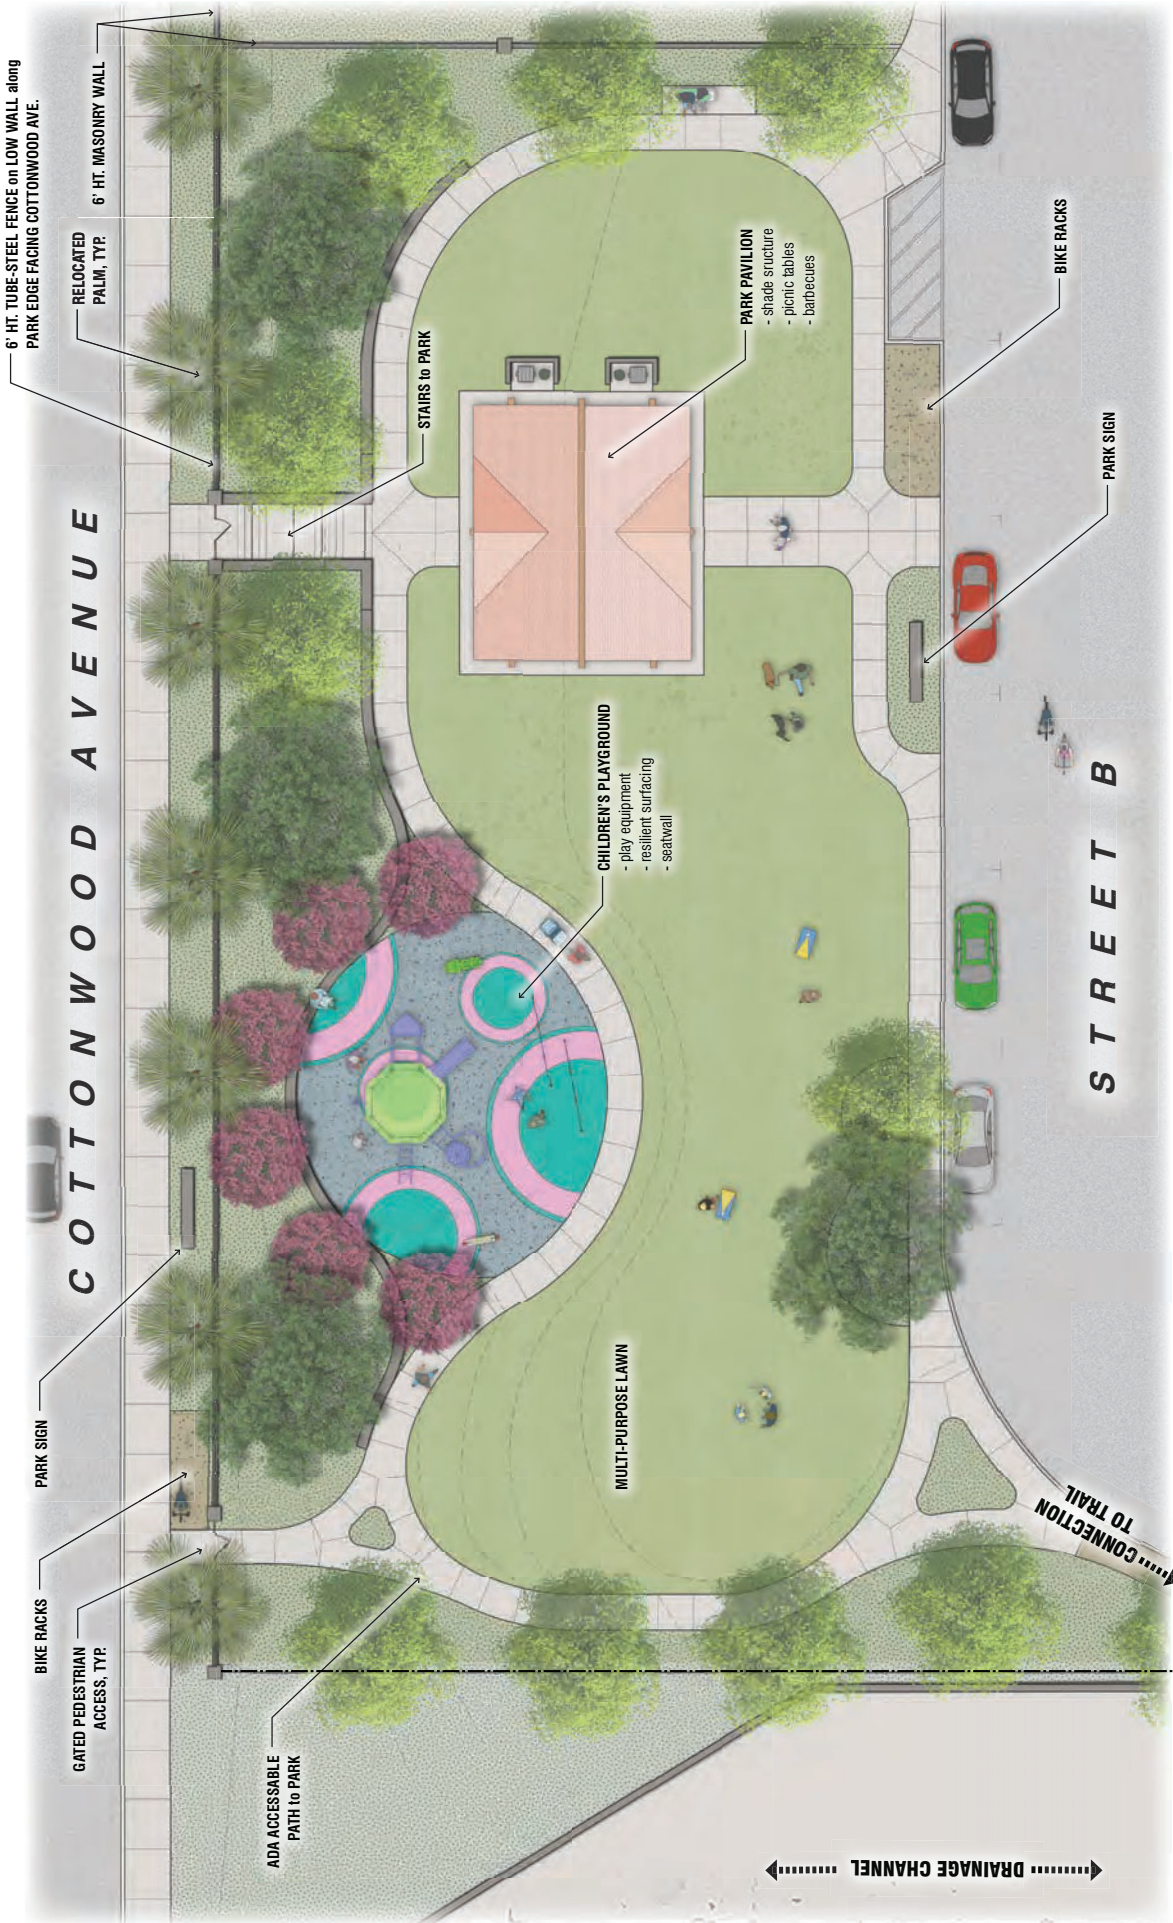 6' HT. TUBE-STEEL FENCE on LOW WALL along
PARK EDGE FACING COTTONWOOD AVE.
6' HT. MASONRY WALL
RELOCATED
PALM, TYP.
STAIRS to PARK
COTTONWOOD AVENUE
PARK SIGN
BIKE RACKS
GATED PEDESTRIAN
ACCESS, TYP.
ADA ACCESSABLE
PATH to PARK
PARK PAVILION
- shade sructure
- picnic tables
- barbecues
BIKE RACKS
PARK SIGN
CHILDREN'S PLAYGROUND
- play equipment
- resilient surfacing
- seatwall
MULTI-PURPOSE LAWN
STREET B
CONNECTION
TO TRAIL
DRAINAGE CHANNEL